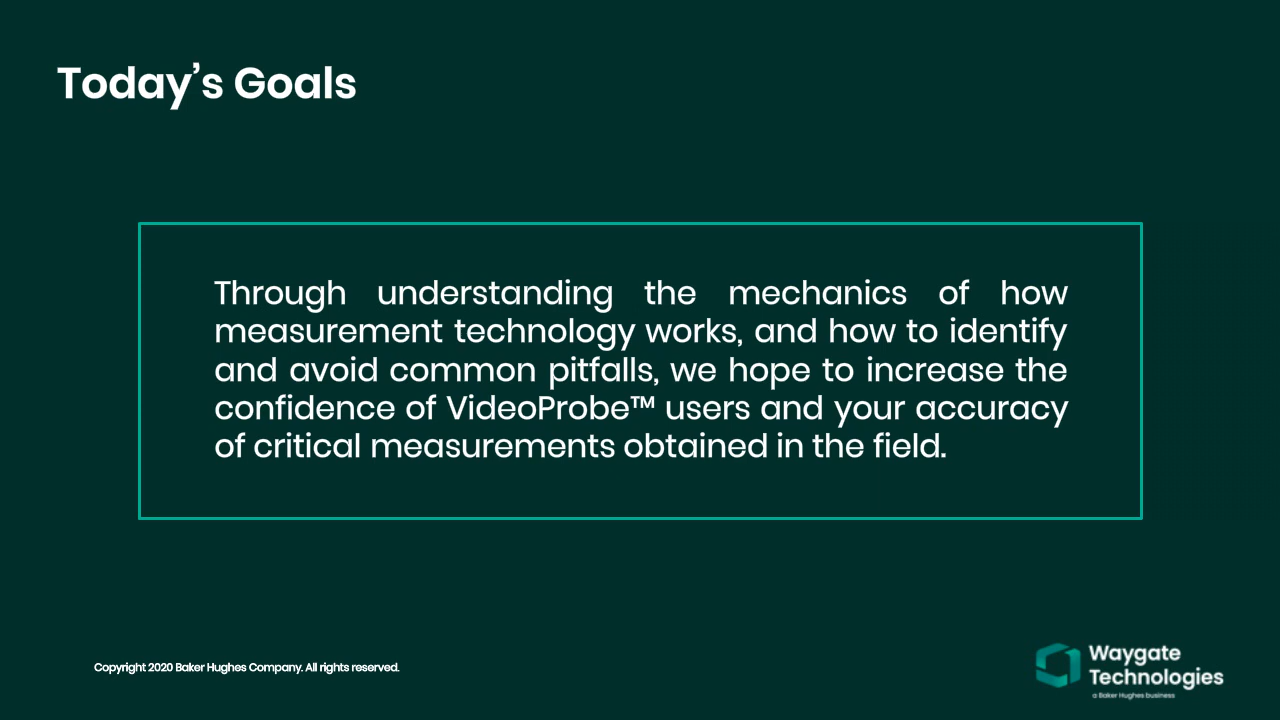 Today’s Goals
Through understanding the mechanics of how
measurement technology works, and how to identify
and avoid common pitfalls, we hope to increase the
confidence of VideoProbe™ users and your accuracy
of critical measurements obtained in the field.
Copyright 2020 Baker Hughes Company. All rights reserved.
Waygate
Technologies
a Baker Hughes business